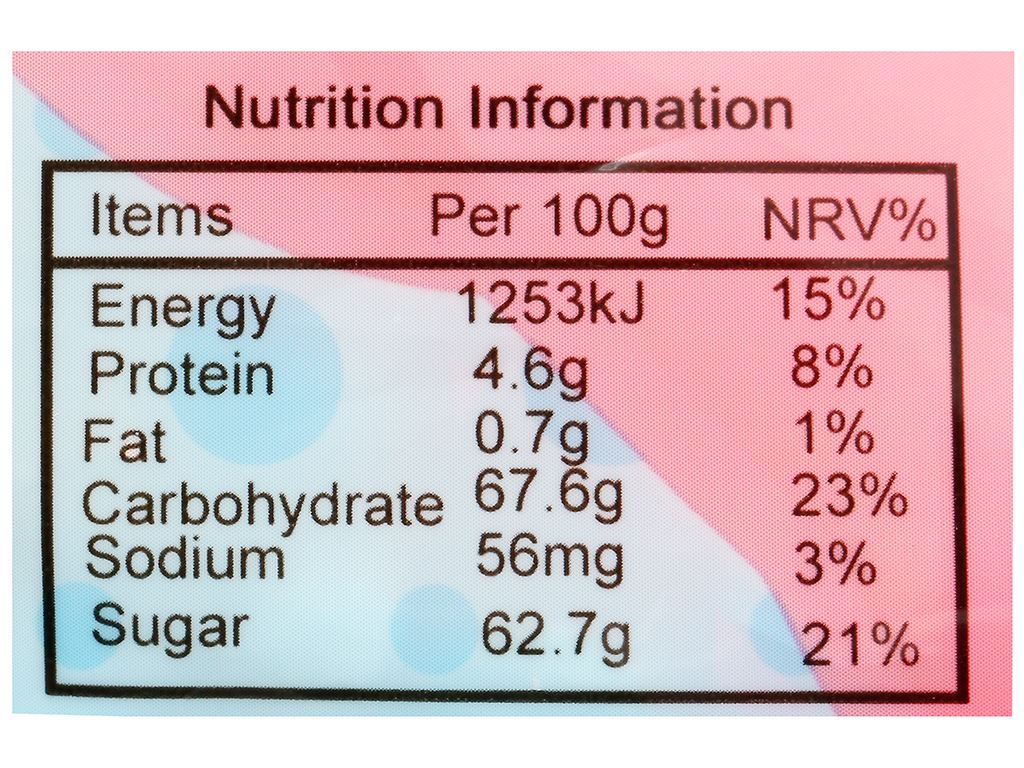 Nutrition Information
Items Per 100g NRV%
Energy 1253kJ 15%
Protein 4.6g 8%
Fat 0.7g 1%
Carbohydrate 67.6g 23%
Sodium 56mg 3%
Sugar 62.7g 21%